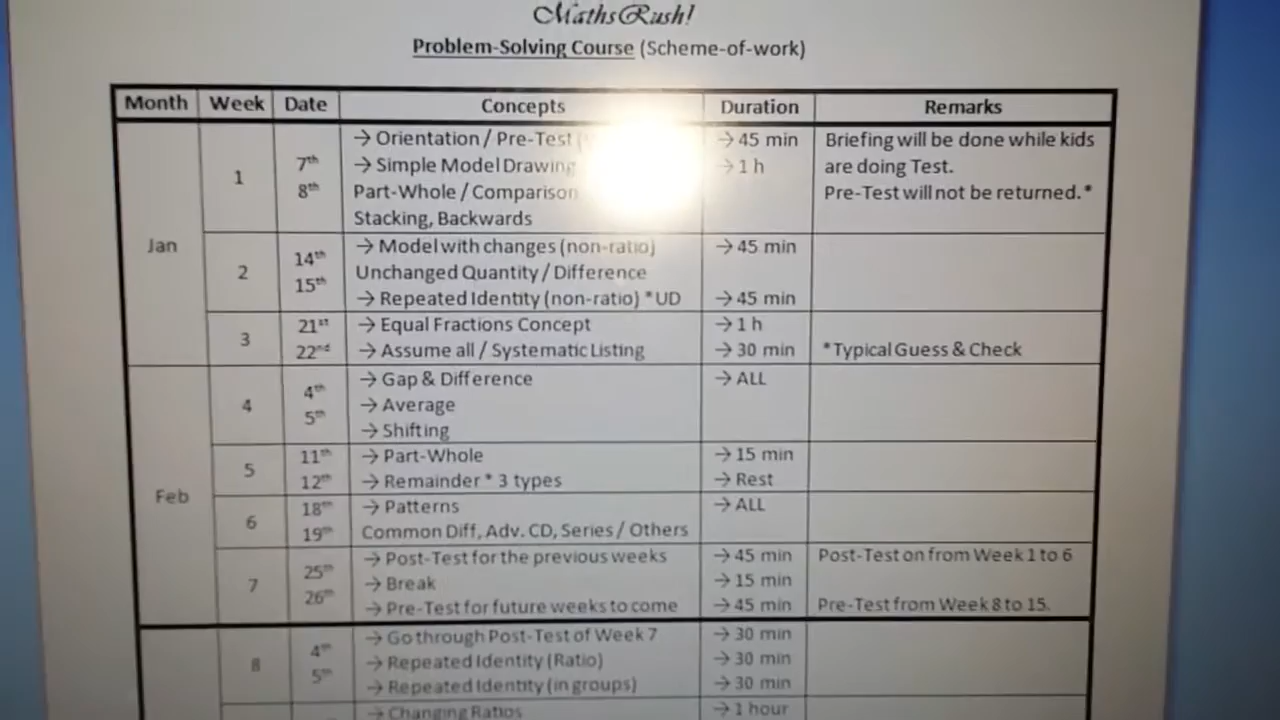 MathsRush!
Problem-Solving Course (Scheme-of-work)
Month Week Date Concepts Duration Remarks
Jan
1
7th
8th
→ Orientation / Pre-Test
→ Simple Model Drawing
Part-Whole / Comparison
Stacking, Backwards
→ 45 min
→ 1 h
Briefing will be done while kids
are doing Test.
Pre-Test will not be returned.*
2
14th
15th
→ Model with changes (non-ratio)
Unchanged Quantity / Difference
→ Repeated Identity (non-ratio) *UD
→ 45 min
→ 45 min
3
21st
22nd
→ Equal Fractions Concept
→ Assume all / Systematic Listing
→ 1 h
→ 30 min
*Typical Guess & Check
Feb
4
4th
5th
→ Gap & Difference
→ Average
→ Shifting
→ ALL
5
11th
12th
→ Part-Whole
→ Remainder * 3 types
→ 15 min
→ Rest
6
18th
19th
→ Patterns
Common Diff, Adv. CD, Series / Others
→ ALL
7
25th
26th
→ Post-Test for the previous weeks
→ Break
→ Pre-Test for future weeks to come
→ 45 min
→ 15 min
→ 45 min
Post-Test on from Week 1 to 6
Pre-Test from Week 8 to 15.
8
4th
5th
→ Go through Post-Test of Week 7
→ Repeated Identity (Ratio)
→ Repeated Identity (in groups)
→ 30 min
→ 30 min
→ 30 min
→ Changing Ratios
→ 1 hour